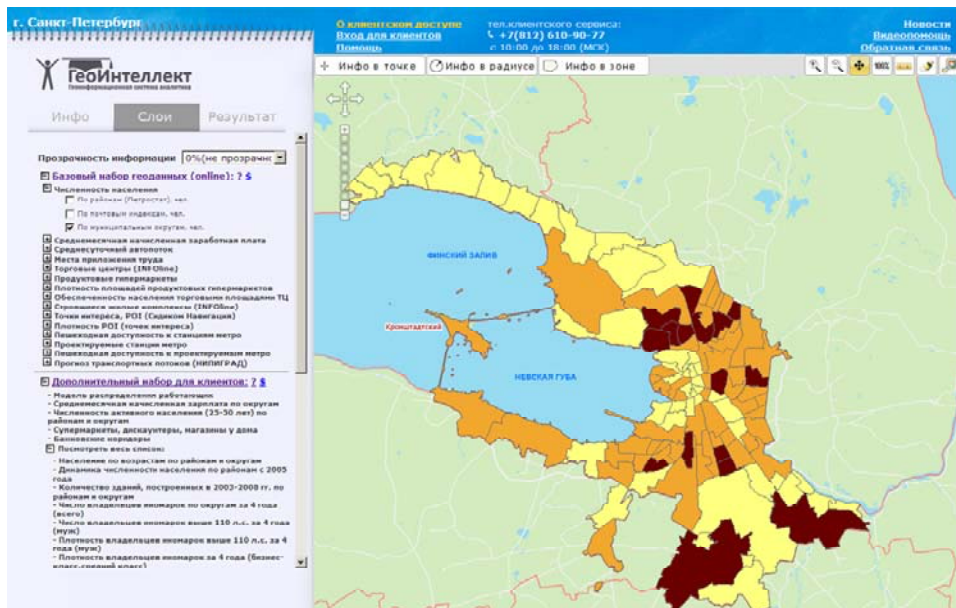 г. Санкт-Петербург
О клиентском доступе
Вход для клиентов
Помощь
тел.клиентского сервиса:
+7(812) 610-90-77
с 10:00 до 18:00 (МСК)
Новости
Видеопомощь
Обратная связь
ГеоИнтеллект
Геоинформационная система аналитика
Инфо Слои Результат
Инфо в точке Инфо в радиусе Инфо в зоне
100%
Прозрачность информации 0%(не прозрачно
Базовый набор геоданных (online): ? $
Численность населения
По районам (Петростат), чел.
По почтовым индексам, чел.
По муниципальным округам, чел.
Среднемесячная начисленная заработная плата
Среднесуточный автопоток
Места приложения труда
Торговые центры (INFOline)
Продуктовые гипермаркеты
Плотность площадей продуктовых гипермаркетов
Обеспеченность населения торговыми площадями ТЦ
Строящиеся жилые комплексы (INFOline)
Точки интереса, POI (Сидиком Навигация)
Плотность POI (точек интереса)
Пешеходная доступность к станциям метро
Проектируемые станции метро
Пешеходная доступность к проектируемым метро
Прогноз транспортных потоков (НИПИГРАД)
Дополнительный набор для клиентов: ? $
- Модель распределения работающих
- Среднемесячная начисленная зарплата по округам
- Численность активного населения (25-50 лет) по
районам и округам
- Супермаркеты, дискаунтеры, магазины у дома
- Банковские коридоры
Посмотреть весь список:
- Население по возрастам по районам и округам
- Динамика численности населения по районам с 2005
года
- Количество зданий, построенных в 2003-2008 гг. по
районам и округам
- Число владельцев иномарок по округам за 4 года
(всего)
- Число владельцев иномарок выше 110 л.с. за 4 года
(муж)
- Плотность владельцев иномарок выше 110 л.с. за 4
года (муж)
- Плотность владельцев иномарок за 4 года (бизнес-
класс-средний класс)
ФИНСКИЙ ЗАЛИВ
Кронштадтский
НЕВСКАЯ ГУБА